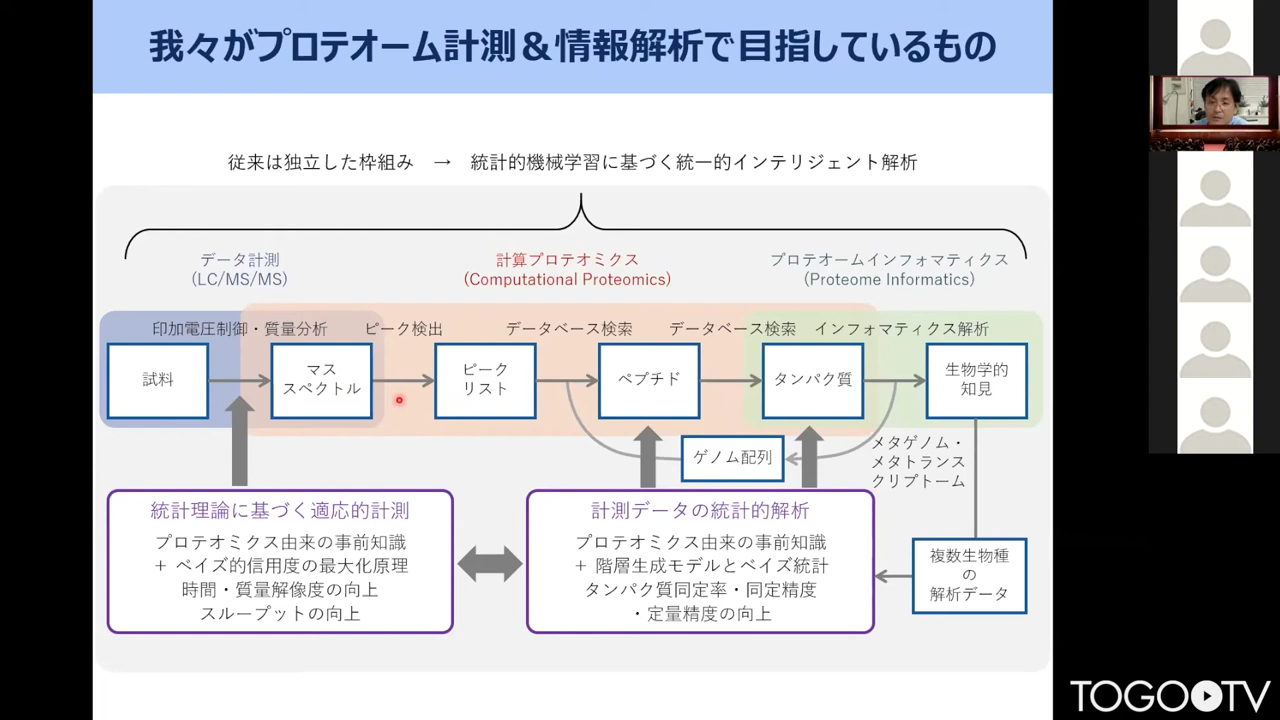 我々がプロテオーム計測＆情報解析で目指しているもの
従来は独立した枠組み → 統計的機械学習に基づく統一的インテリジェント解析
データ計測
(LC/MS/MS)
計算プロテオミクス
(Computational Proteomics)
プロテオームインフォマティクス
(Proteome Informatics)
印加電圧制御・質量分析
ピーク検出
データベース検索
データベース検索
インフォマティクス解析
試料
マス
スペクトル
ピーク
リスト
ペプチド
タンパク質
生物学的
知見
ゲノム配列
メタゲノム・
メタトランス
クリプトーム
統計理論に基づく適応的計測
プロテオミクス由来の事前知識
+ ベイズ的信用度の最大化原理
時間・質量解像度の向上
スループットの向上
計測データの統計的解析
プロテオミクス由来の事前知識
+ 階層生成モデルとベイズ統計
タンパク質同定率・同定精度
・定量精度の向上
複数生物種
の
解析データ
TOGOTV